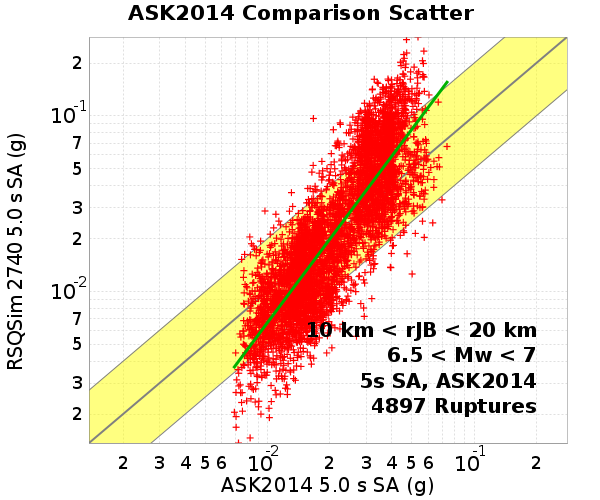 ASK2014 Comparison Scatter
RSQSim 2740 5.0 s SA (g)
2
10-1
7
5
3
2
10-2
7
5
3
2
10 km < rJB < 20 km
6.5 < Mw < 7
5s SA, ASK2014
4897 Ruptures
2 3 4 5 6 10-2 2 3 4 5 6 10-1 2
ASK2014 5.0 s SA (g)